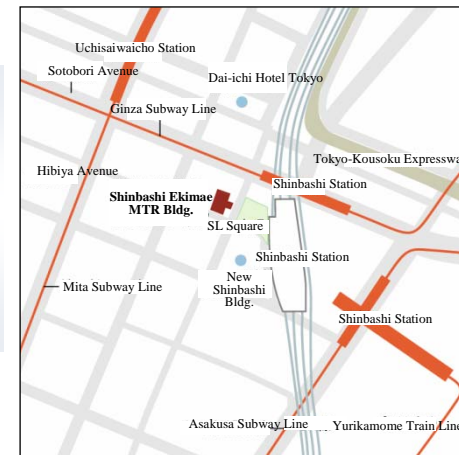 Uchisaiwaicho Station
Sotobori Avenue
Dai-ichi Hotel Tokyo
Ginza Subway Line
Tokyo-Kousoku Expresswa
Hibiya Avenue
Shinbashi Station
Shinbashi Ekimae
MTR Bldg.
SL Square
Shinbashi Station
New
Shinbashi
Bldg.
Mita Subway Line
Shinbashi Station
Asakusa Subway Line
Yurikamome Train Line